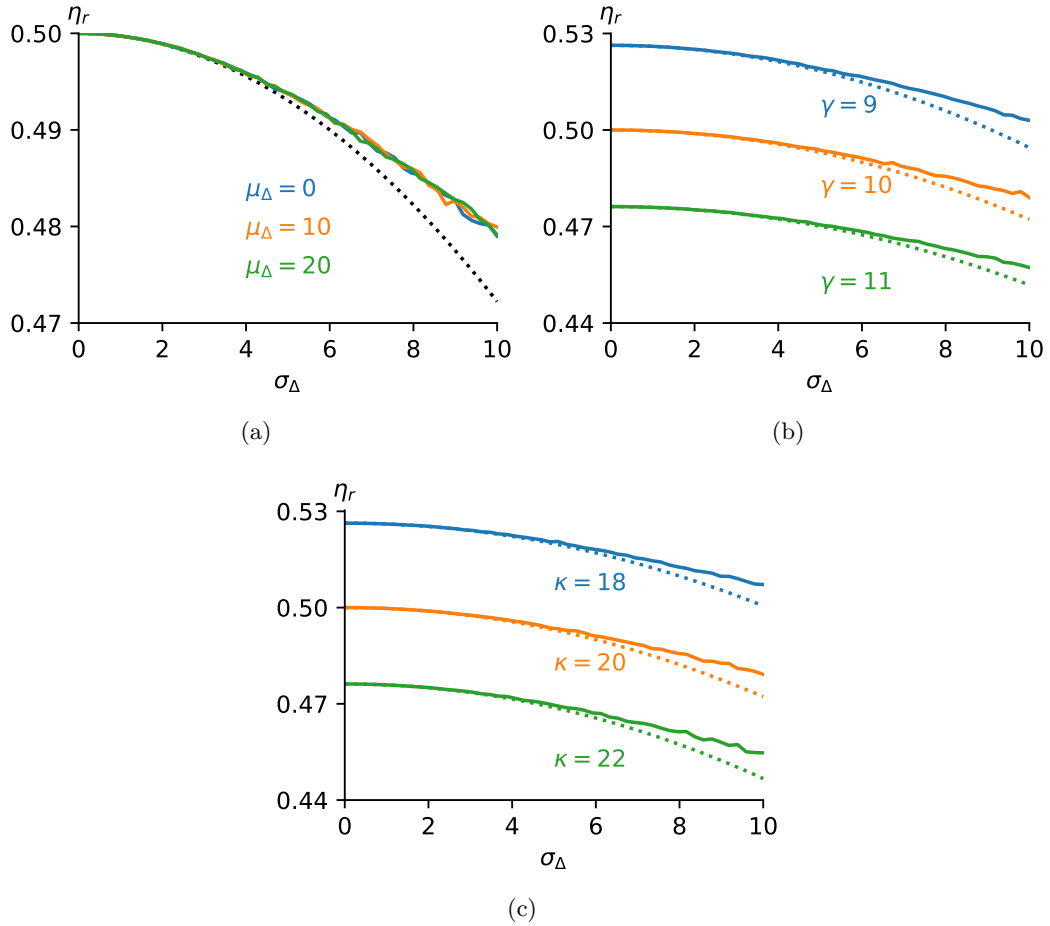 η_r
0.50
0.49
0.48
0.47
μ_Δ = 0
μ_Δ = 10
μ_Δ = 20
0 2 4 6 8 10
σ_Δ
(a)
η_r
0.53
0.50
0.47
0.44
γ = 9
γ = 10
γ = 11
0 2 4 6 8 10
σ_Δ
(b)
η_r
0.53
0.50
0.47
0.44
κ = 18
κ = 20
κ = 22
0 2 4 6 8 10
σ_Δ
(c)